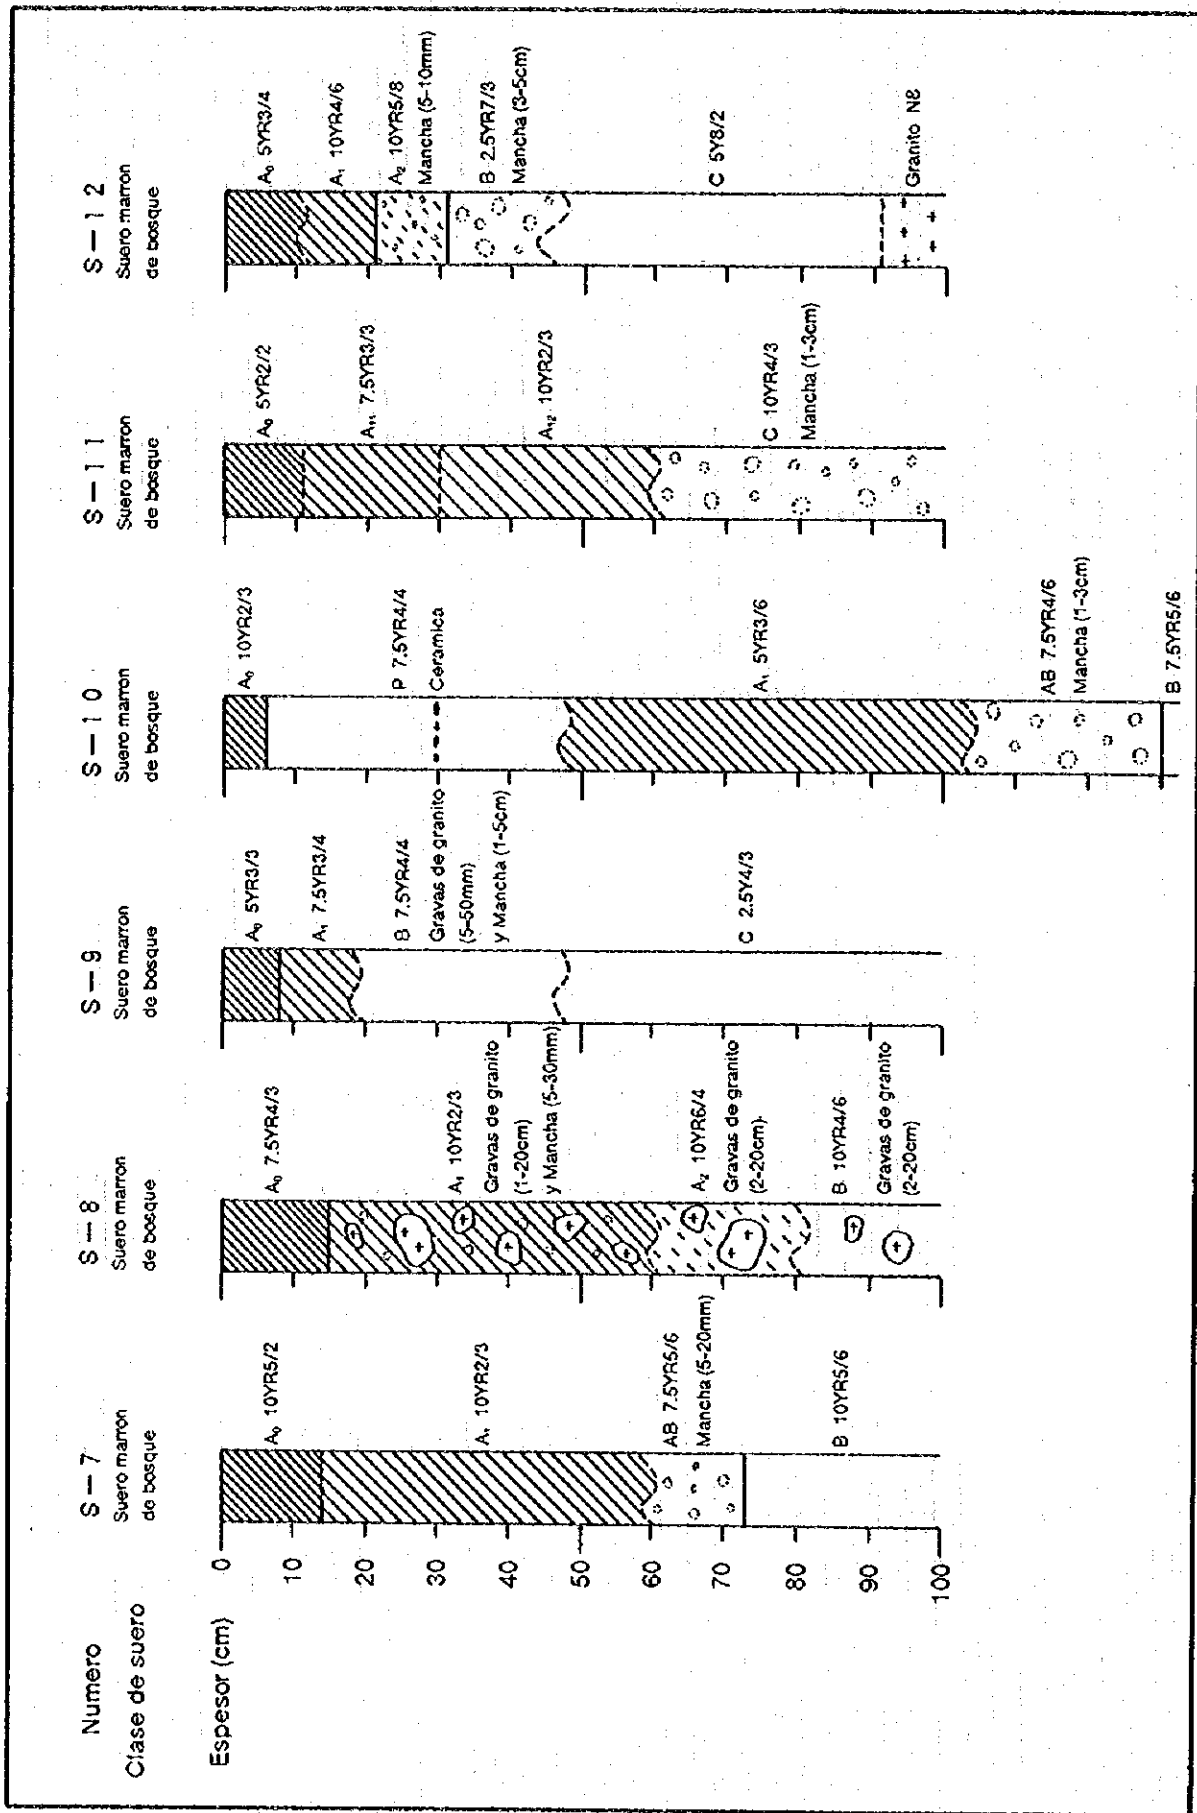 Numero
Clase de suero
Espesor (cm)
0
10
20
30
40
50
60
70
80
90
100
S-7
Suero marron
de bosque
A₀ 10YR5/2
A₁ 10YR2/3
AB 7.5YR5/6
Mancha (5-20mm)
B 10YR5/6
S-8
Suero marron
de bosque
A₀ 7.5YR4/3
A₁ 10YR2/3
Gravas de granito
(1-20cm)
y Mancha (5-30mm)
A₂ 10YR6/4
Gravas de granito
(2-20cm)
B 10YR4/6
Gravas de granito
(2-20cm)
S-9
Suero marron
de bosque
A₀ 5YR3/3
A₁ 7.5YR3/4
B 7.5YR4/4
Gravas de granito
(5-50mm)
y Mancha (1-5cm)
C 2.5Y4/3
S-10
Suero marron
de bosque
A₀ 10YR2/3
P 7.5YR4/4
Ceramica
A₁ 5YR3/6
AB 7.5YR4/6
Mancha (1-3cm)
B 7.5YR5/6
S-11
Suero marron
de bosque
A₀ 5YR2/2
A₁₁ 7.5YR3/3
A₁₂ 10YR2/3
C 10YR4/3
Mancha (1-3cm)
S-12
Suero marron
de bosque
A₀ 5YR3/4
A₁ 10YR4/6
A₂ 10YR5/8
Mancha (5-10mm)
B 2.5YR7/3
Mancha (3-5cm)
C 5Y8/2
Granito N8